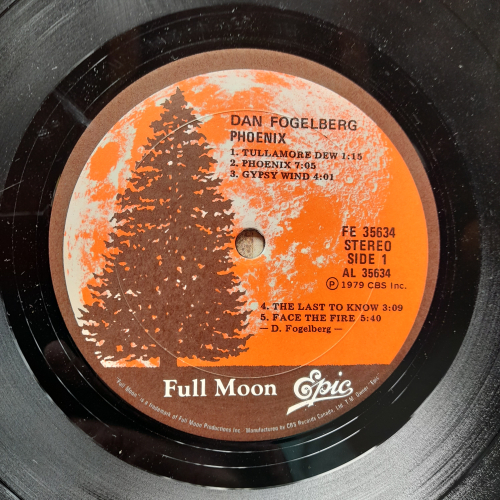 DAN FOGELBERG
PHOENIX
1. TULLAMORE DEW 1:15
2. PHOENIX 7:05
3. GYPSY WIND 4:01
FE 35634
STEREO
SIDE 1
AL 35634
Ⓟ 1979 CBS Inc.
4. THE LAST TO KNOW 3:09
5. FACE THE FIRE 5:40
— D. Fogelberg —
Full Moon Epic
"Full Moon" is a trademark of Full Moon Productions Inc. Manufactured by CBS Records Canada, Ltd. T.M. Owner "Epic"